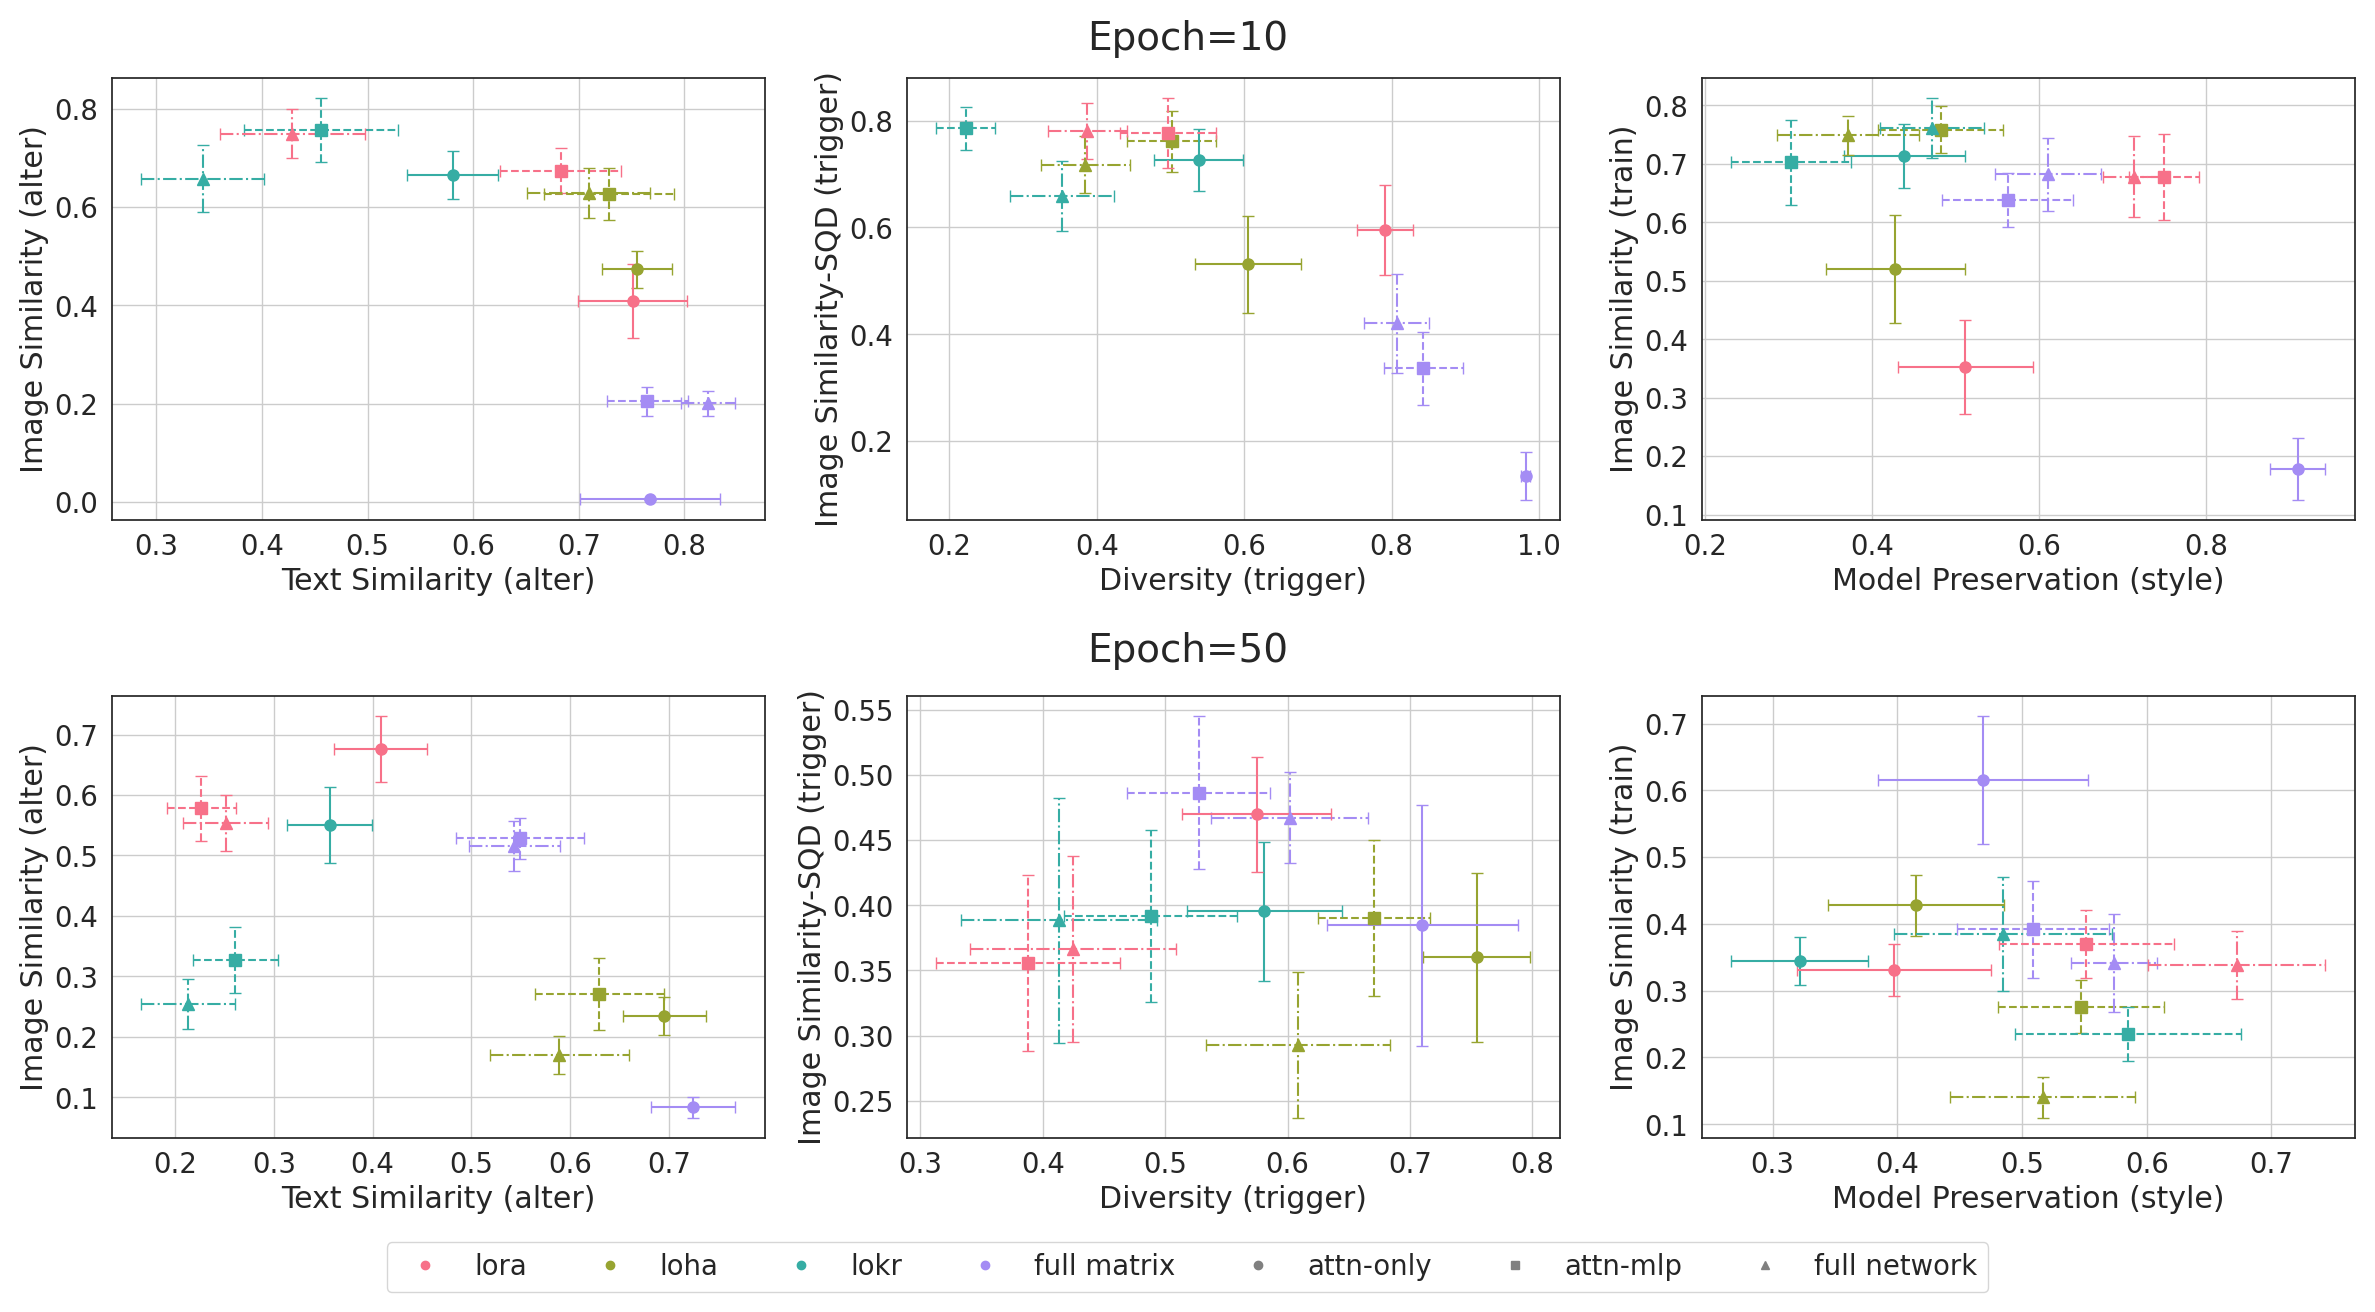 Epoch=10
Image Similarity (alter)
0.8
0.6
0.4
0.2
0.0
0.3 0.4 0.5 0.6 0.7 0.8
Text Similarity (alter)
Image Similarity-SQD (trigger)
0.8
0.6
0.4
0.2
0.2 0.4 0.6 0.8 1.0
Diversity (trigger)
Image Similarity (train)
0.8
0.7
0.6
0.5
0.4
0.3
0.2
0.1
0.2 0.4 0.6 0.8
Model Preservation (style)
Epoch=50
Image Similarity (alter)
0.7
0.6
0.5
0.4
0.3
0.2
0.1
0.2 0.3 0.4 0.5 0.6 0.7
Text Similarity (alter)
Image Similarity-SQD (trigger)
0.55
0.50
0.45
0.40
0.35
0.30
0.25
0.3 0.4 0.5 0.6 0.7 0.8
Diversity (trigger)
Image Similarity (train)
0.7
0.6
0.5
0.4
0.3
0.2
0.1
0.3 0.4 0.5 0.6 0.7
Model Preservation (style)
lora loha lokr full matrix attn-only attn-mlp full network